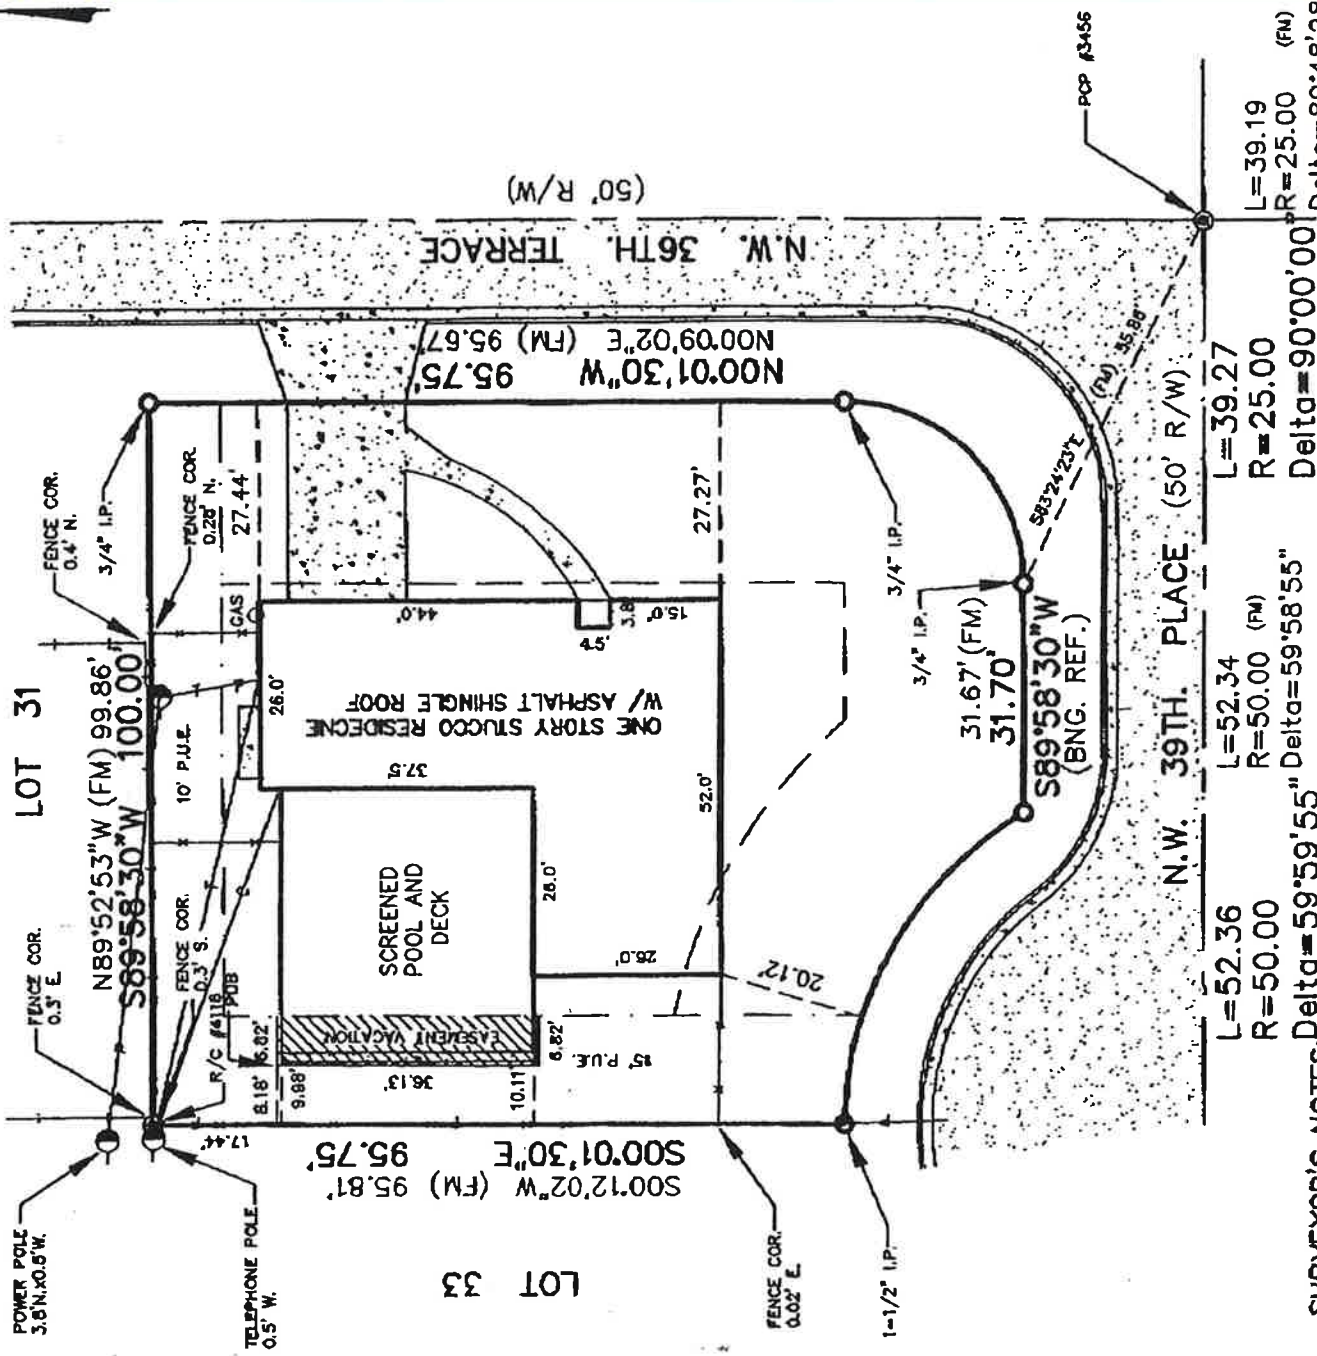 LOT 31
N89°52'53"W (FM) 99.86'
S89°58'30"W 100.00'
FENCE COR.
0.4' N.
3/4" I.P.
FENCE COR.
0.28' N.
27.44'
GAS
10' P.U.E.
FENCE COR.
0.3' E.
FENCE COR.
0.3' S.
R/C #4118
POB
POWER POLE
3.8'N.x0.5'W.
TELEPHONE POLE
0.5' W.
17.44'
8.18'
6.82'
9.98'
36.13'
10.11'
6.82'
EASEMENT VACATION
15' P.U.E.
SCREENED
POOL AND
DECK
26.0'
37.5'
28.0'
26.0'
52.0'
44.0'
4.5'
3.8'
15.0'
ONE STORY STUCCO RESIDECNE
W/ ASPHALT SHINGLE ROOF
27.27'
20.12'
S00°01'30"E 95.75'
S00°12'02"W (FM) 95.81'
LOT 33
FENCE COR.
0.02' E.
1-1/2" I.P.
N00°09'02"E (FM) 95.67'
N00°01'30"W 95.75'
N.W. 36TH. TERRACE
(50' R/W)
PCP #3456
3/4" I.P.
3/4" I.P.
31.67' (FM)
31.70'
S89°58'30"W
(BNG. REF.)
S83°24'23"E
(FM) 55.88'
N.W. 39TH. PLACE (50' R/W)
L=52.36
R=50.00
Delta=59°59'55"
L=52.34
R=50.00 (FM)
Delta=59°58'55"
L=39.27
R=25.00
Delta=90°00'00"
L=39.19
R=25.00 (FM)
SURVEYOR'S NOTES